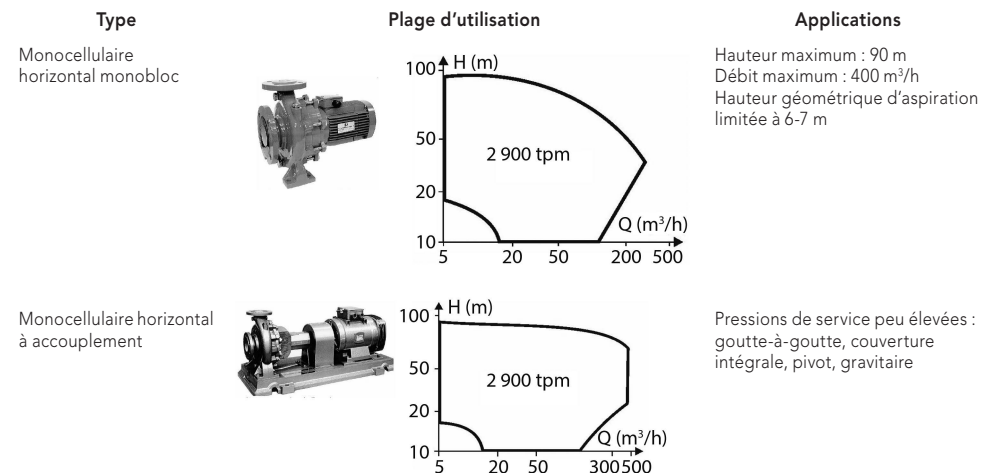 Type Plage d’utilisation Applications
Monocellulaire
horizontal monobloc
H (m)
100
50
20
10
2 900 tpm
Q (m³/h)
5 20 50 200 500
Hauteur maximum : 90 m
Débit maximum : 400 m³/h
Hauteur géométrique d’aspiration
limitée à 6-7 m
Monocellulaire horizontal
à accouplement
H (m)
100
50
20
10
2 900 tpm
Q (m³/h)
5 20 50 300 500
Pressions de service peu élevées :
goutte-à-goutte, couverture
intégrale, pivot, gravitaire